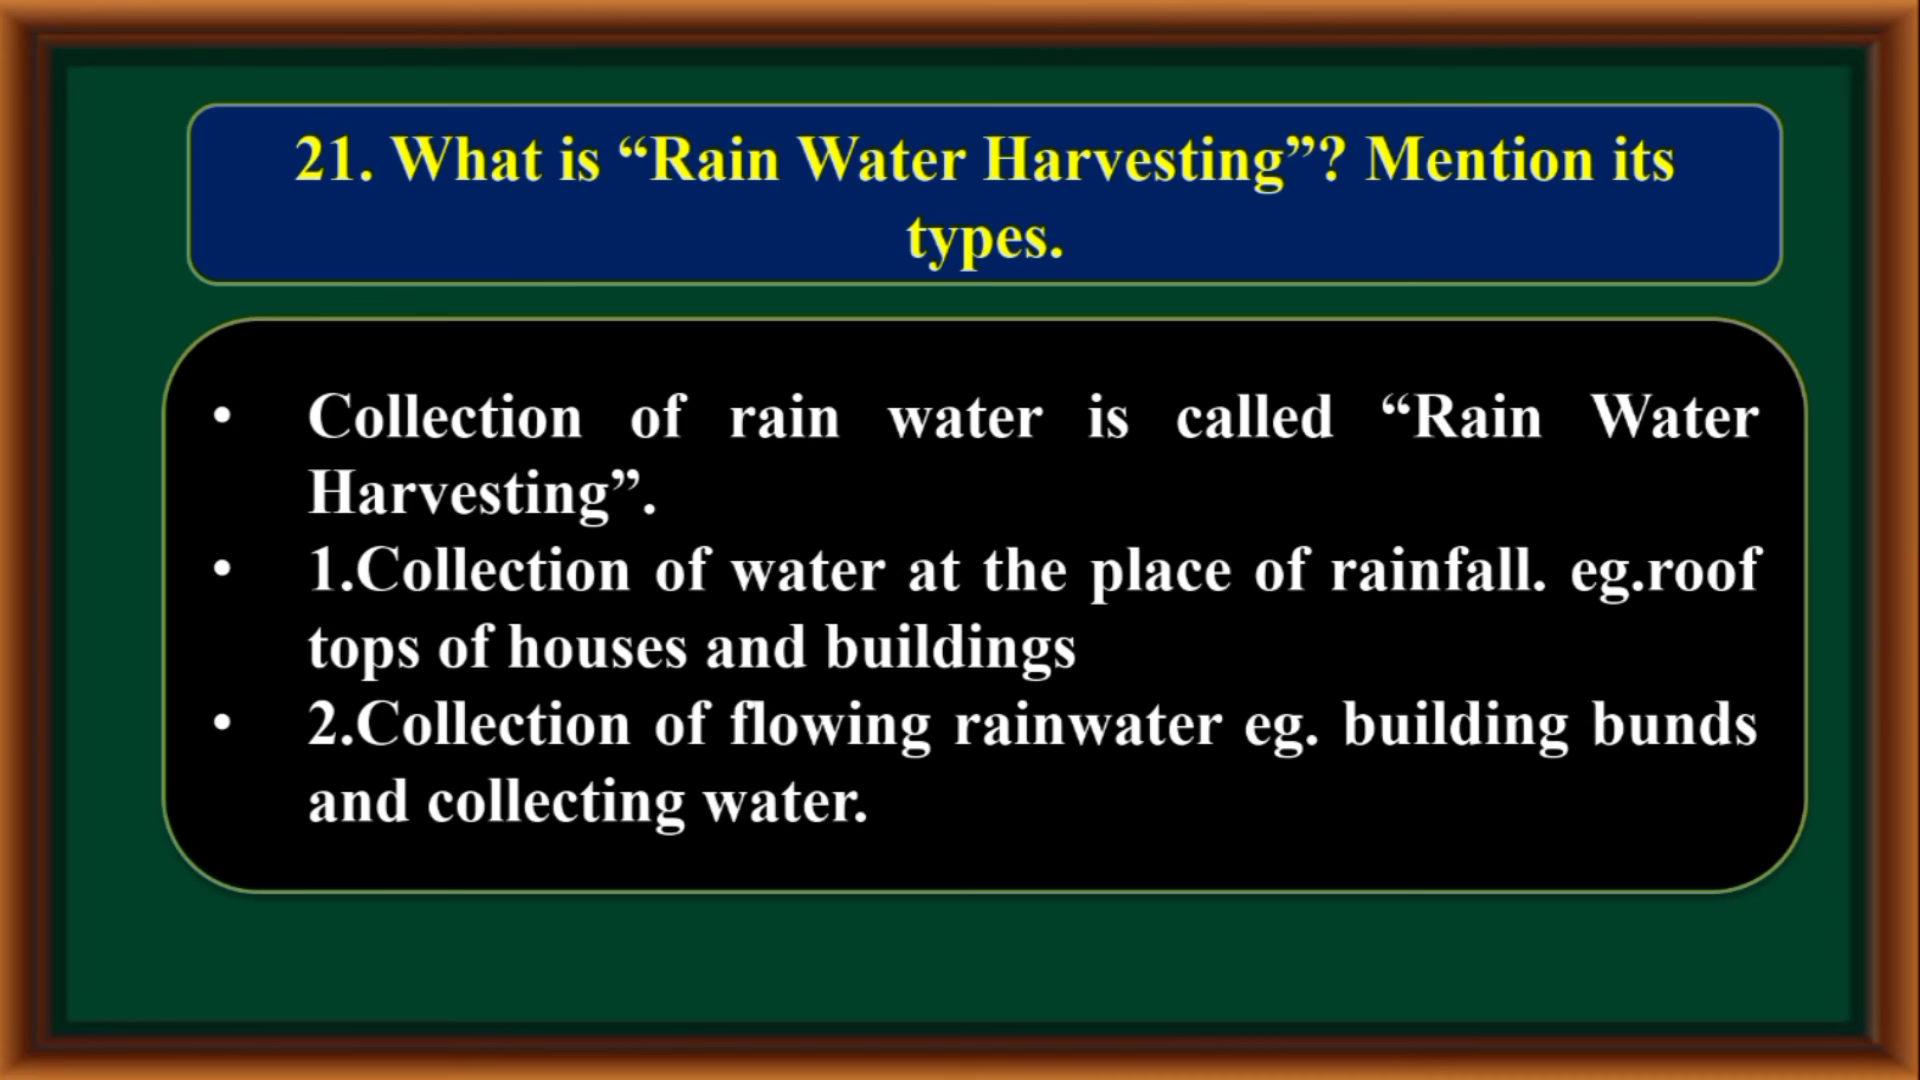 21. What is “Rain Water Harvesting”? Mention its
types.
• Collection of rain water is called “Rain Water
Harvesting”.
• 1.Collection of water at the place of rainfall. eg.roof
tops of houses and buildings
• 2.Collection of flowing rainwater eg. building bunds
and collecting water.